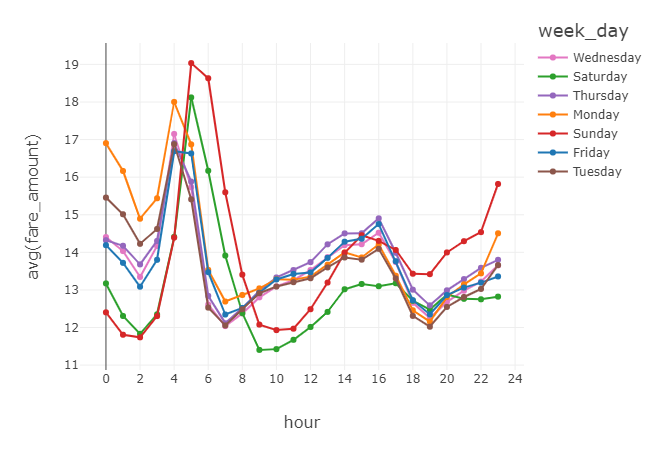 week_day
Wednesday
Saturday
Thursday
Monday
Sunday
Friday
Tuesday
avg(fare_amount)
19
18
17
16
15
14
13
12
11
0 2 4 6 8 10 12 14 16 18 20 22 24
hour